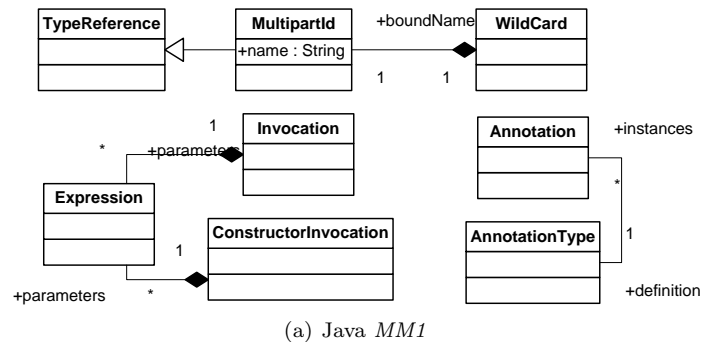 TypeReference
MultipartId
+name : String
+boundName
WildCard
1
1
1
Invocation
*
+parameters
Annotation
+instances
*
Expression
ConstructorInvocation
1
AnnotationType
1
+parameters
*
+definition
(a) Java MM1